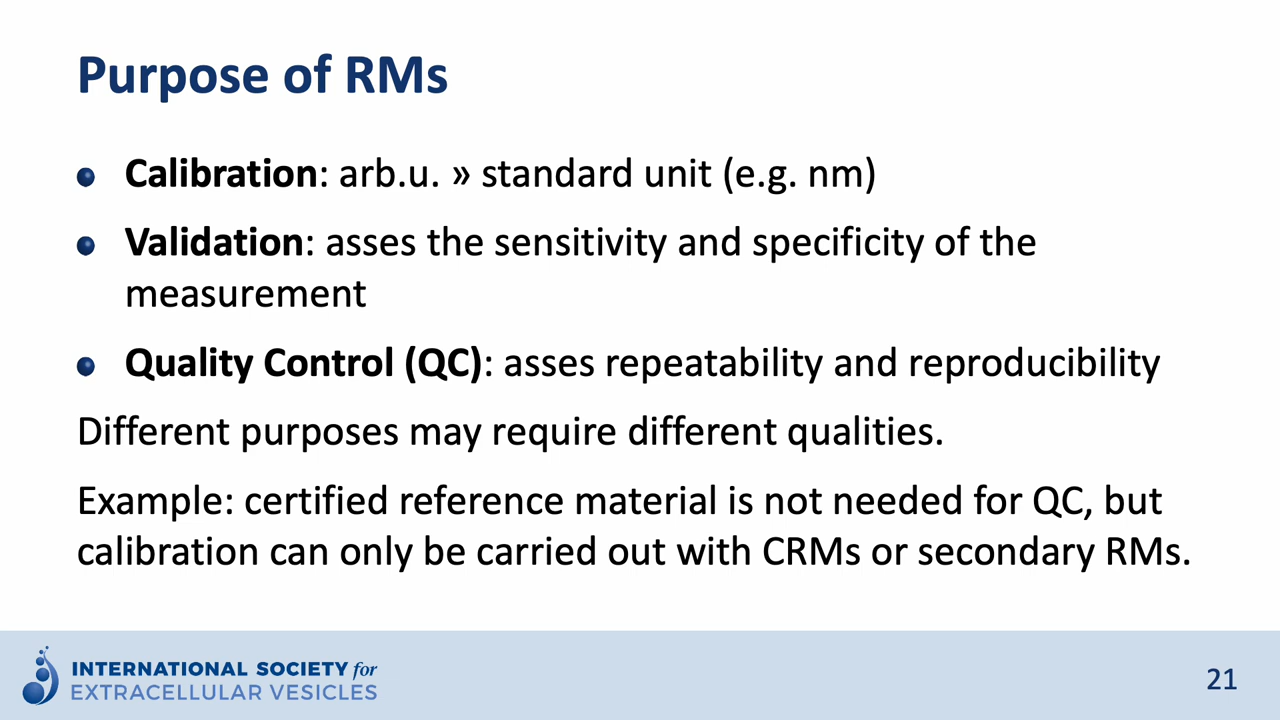 Purpose of RMs
Calibration: arb.u. » standard unit (e.g. nm)
Validation: asses the sensitivity and specificity of the
measurement
Quality Control (QC): asses repeatability and reproducibility
Different purposes may require different qualities.
Example: certified reference material is not needed for QC, but
calibration can only be carried out with CRMs or secondary RMs.
INTERNATIONAL SOCIETY for
EXTRACELLULAR VESICLES
21